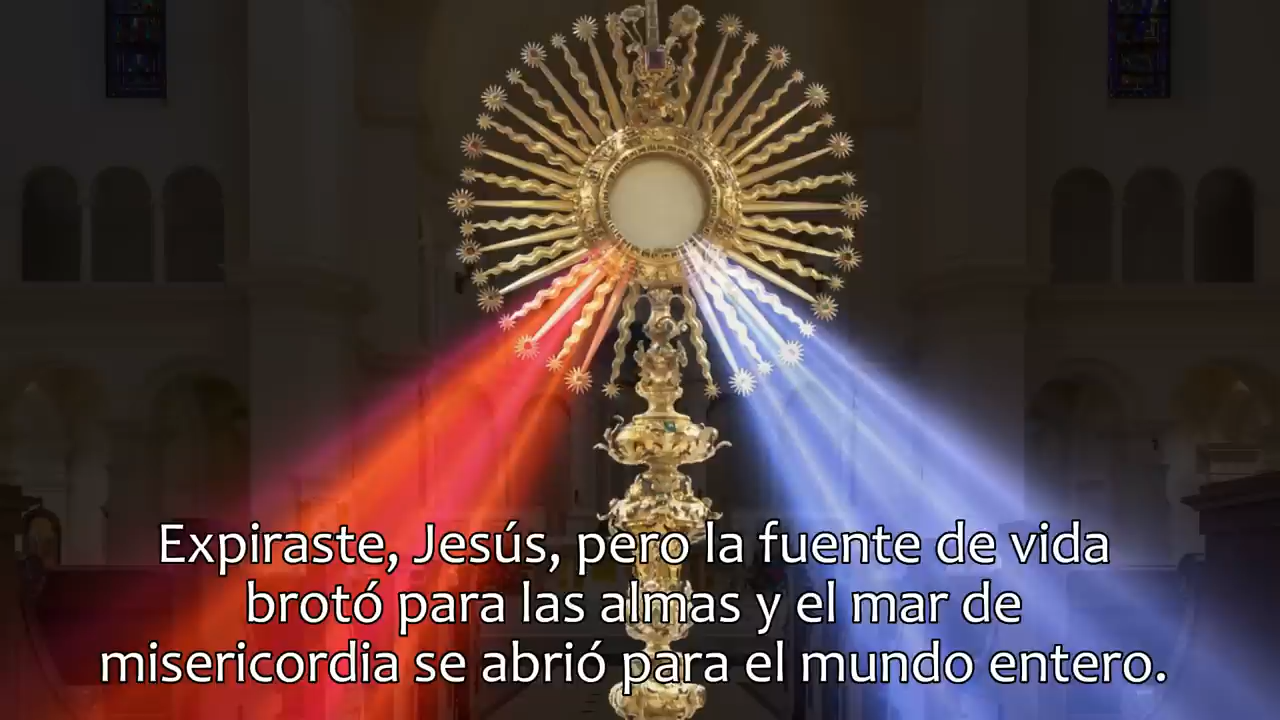 Expiraste, Jesús, pero la fuente de vida
brotó para las almas y el mar de
misericordia se abrió para el mundo entero.